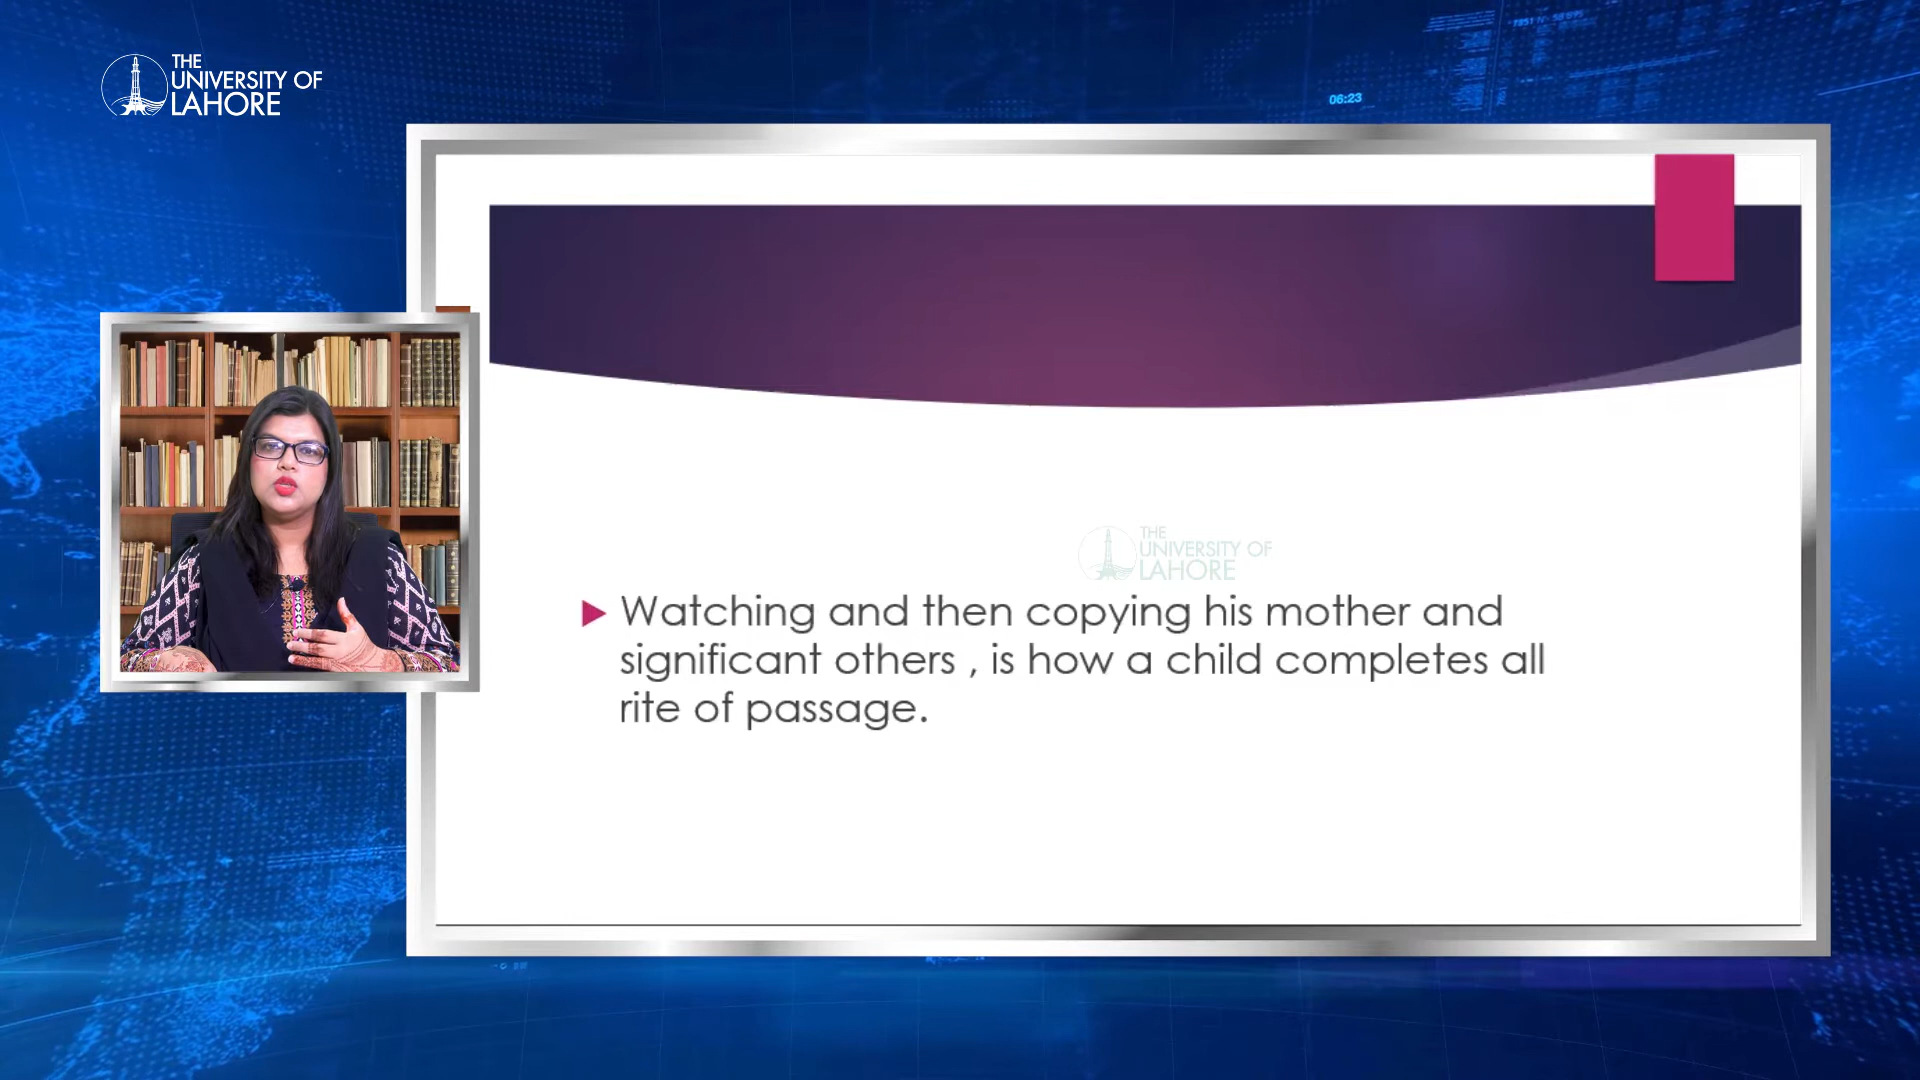 THE
UNIVERSITY OF
LAHORE
06:23
THE
UNIVERSITY OF
LAHORE
Watching and then copying his mother and
significant others , is how a child completes all
rite of passage.